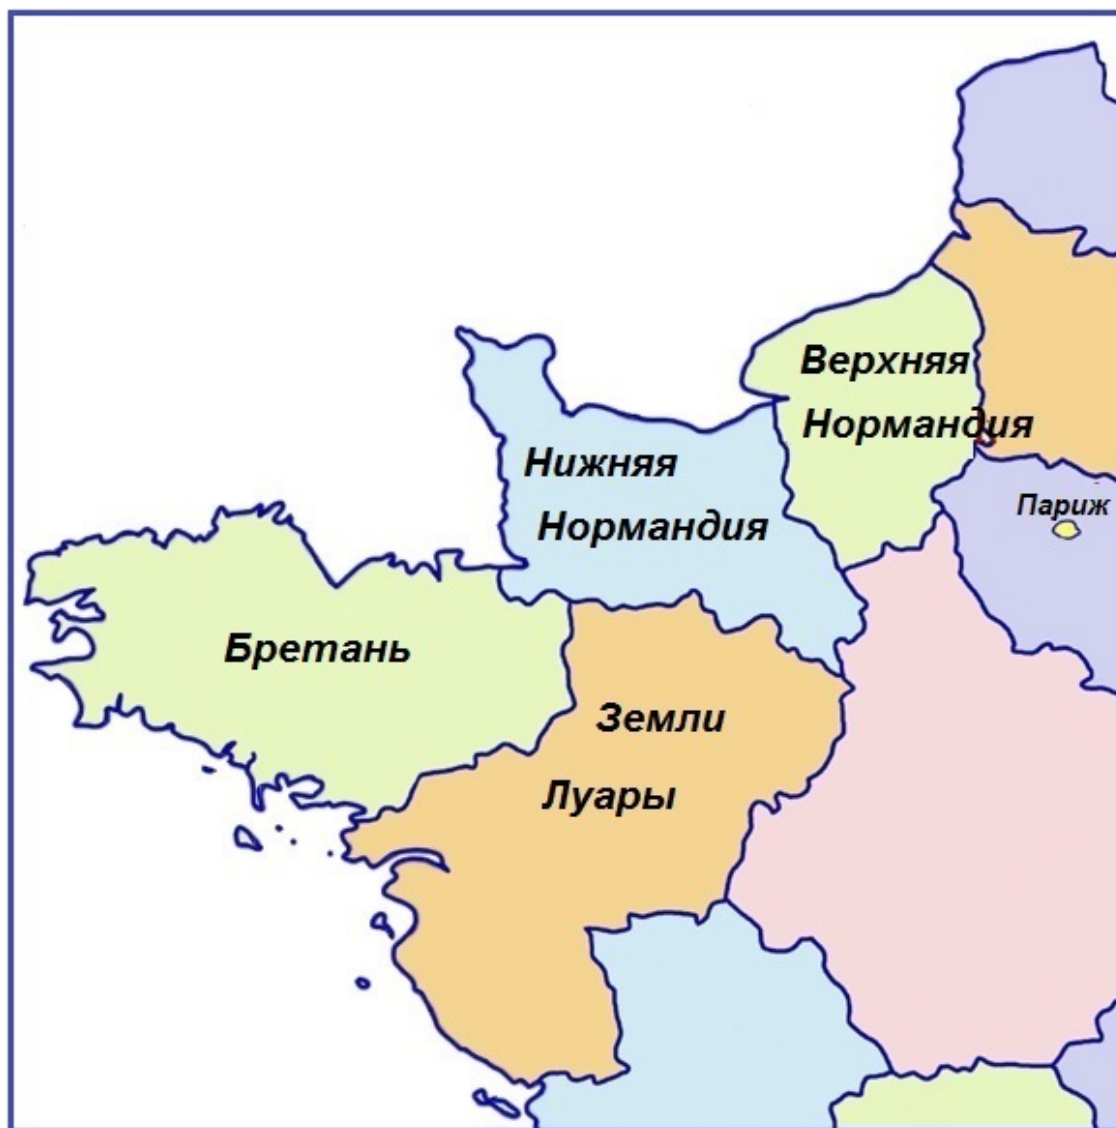 Верхняя
Нормандия
Нижняя
Нормандия
Париж
Бретань
Земли
Луары